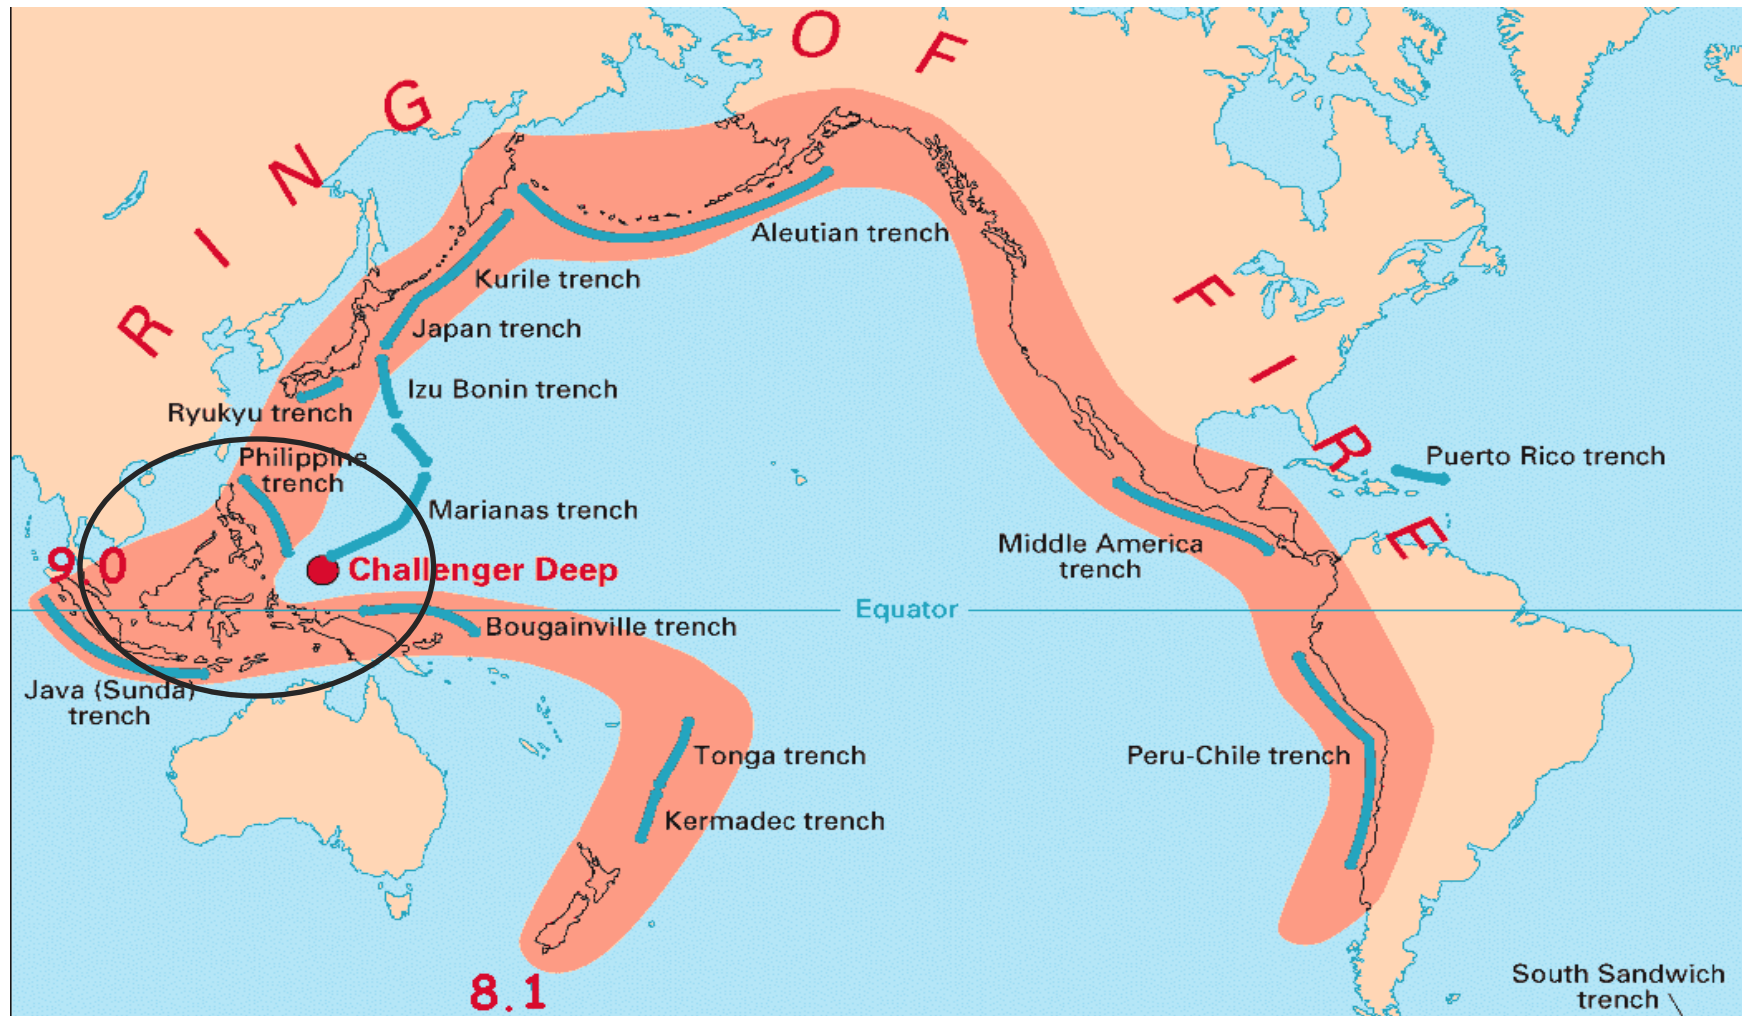 RING OF FIRE
Aleutian trench
Kurile trench
Japan trench
Izu Bonin trench
Ryukyu trench
Philippine
trench
Puerto Rico trench
Marianas trench
Middle America
trench
9.0
Challenger Deep
Equator
Bougainville trench
Java (Sunda)
trench
Tonga trench
Peru-Chile trench
Kermadec trench
8.1
South Sandwich
trench